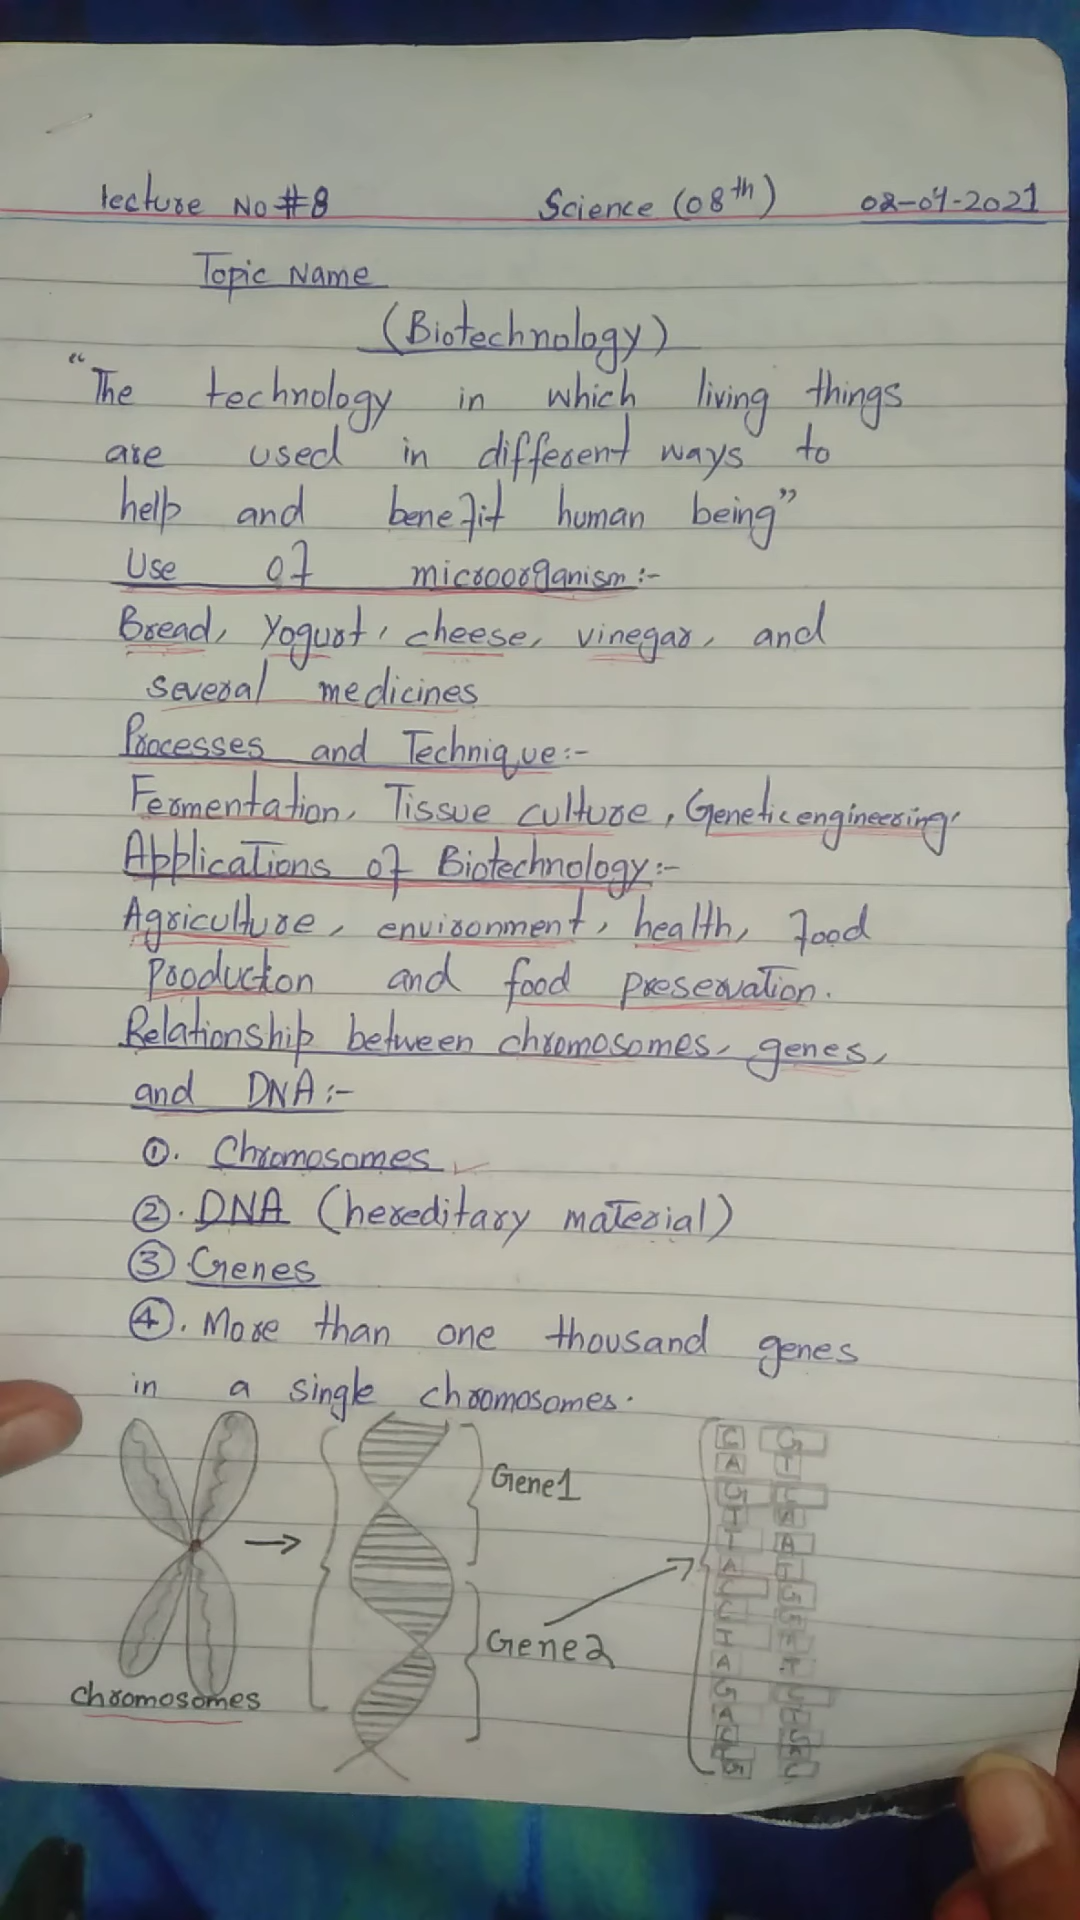 Lecture No #8 Science (08th) 08-04-2021
Topic Name
(Biotechnology)
"The technology in which living things
are used in different ways to
help and benefit human being"
Use of microorganism:-
Bread, Yogurt, cheese, vinegar, and
several medicines
Processes and Technique:-
Fermentation, Tissue culture, Genetic engineering,
Applications of Biotechnology:-
Agriculture, environment, health, food
Production and food preservation.
Relationship between chromosomes, genes,
and DNA:-
①. Chromosomes
②. DNA (hereditary material)
③ Genes
④. More than one thousand genes
in a single chromosomes.
Gene1
Gene2
chromosomes
C G
A T
G C
T A
T A
A T
C G
C G
T A
A T
G C
A T
G C